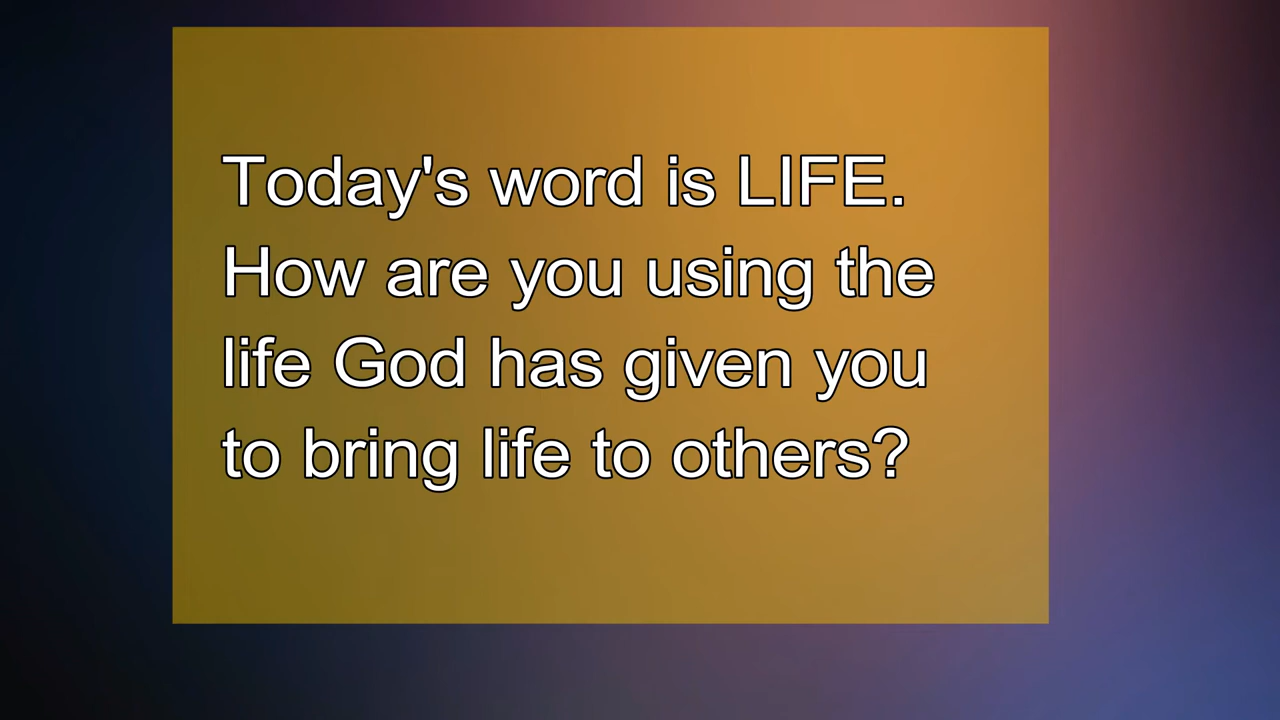 Today's word is LIFE.
How are you using the
life God has given you
to bring life to others?